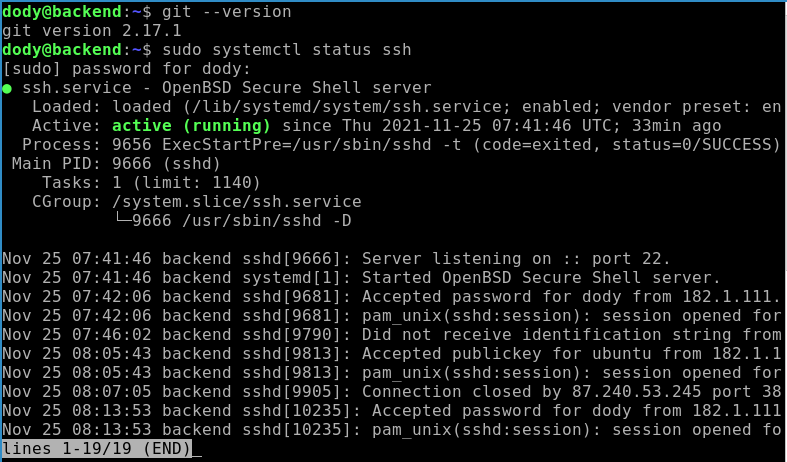 dody@backend:~$ git --version
git version 2.17.1
dody@backend:~$ sudo systemctl status ssh
[sudo] password for dody:
● ssh.service - OpenBSD Secure Shell server
   Loaded: loaded (/lib/systemd/system/ssh.service; enabled; vendor preset: en
   Active: active (running) since Thu 2021-11-25 07:41:46 UTC; 33min ago
  Process: 9656 ExecStartPre=/usr/sbin/sshd -t (code=exited, status=0/SUCCESS)
 Main PID: 9666 (sshd)
    Tasks: 1 (limit: 1140)
   CGroup: /system.slice/ssh.service
           └─9666 /usr/sbin/sshd -D

Nov 25 07:41:46 backend sshd[9666]: Server listening on :: port 22.
Nov 25 07:41:46 backend systemd[1]: Started OpenBSD Secure Shell server.
Nov 25 07:42:06 backend sshd[9681]: Accepted password for dody from 182.1.111.
Nov 25 07:42:06 backend sshd[9681]: pam_unix(sshd:session): session opened for
Nov 25 07:46:02 backend sshd[9790]: Did not receive identification string from
Nov 25 08:05:43 backend sshd[9813]: Accepted publickey for ubuntu from 182.1.1
Nov 25 08:05:43 backend sshd[9813]: pam_unix(sshd:session): session opened for
Nov 25 08:07:05 backend sshd[9905]: Connection closed by 87.240.53.245 port 38
Nov 25 08:13:53 backend sshd[10235]: Accepted password for dody from 182.1.111
Nov 25 08:13:53 backend sshd[10235]: pam_unix(sshd:session): session opened fo
lines 1-19/19 (END)